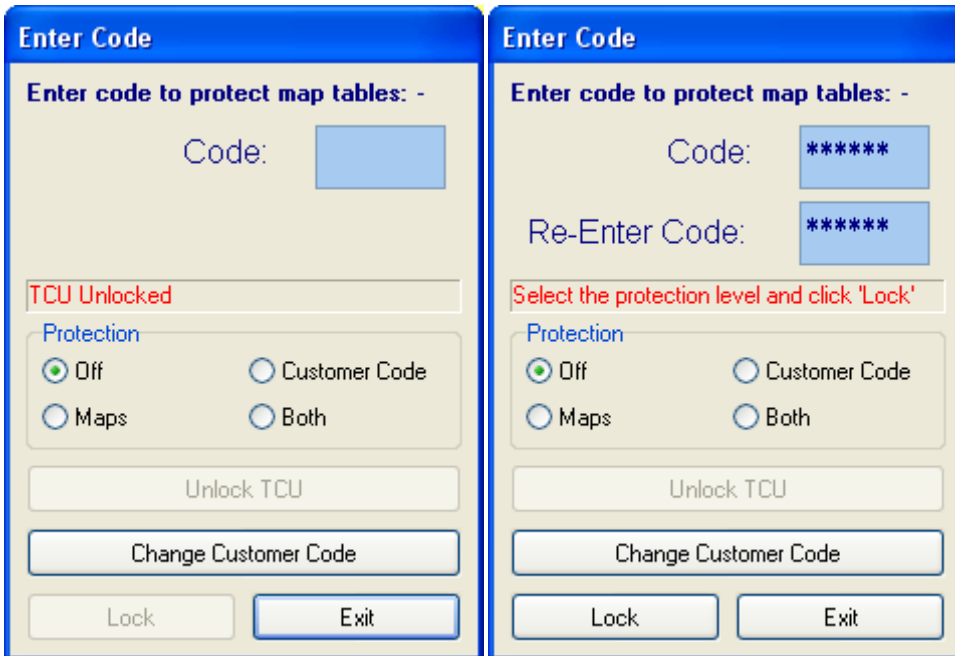 Enter Code
Enter code to protect map tables: -
Code:
TCU Unlocked
Protection
Off Customer Code
Maps Both
Unlock TCU
Change Customer Code
Lock Exit
Enter Code
Enter code to protect map tables: -
Code: ******
Re-Enter Code: ******
Select the protection level and click 'Lock'
Protection
Off Customer Code
Maps Both
Unlock TCU
Change Customer Code
Lock Exit